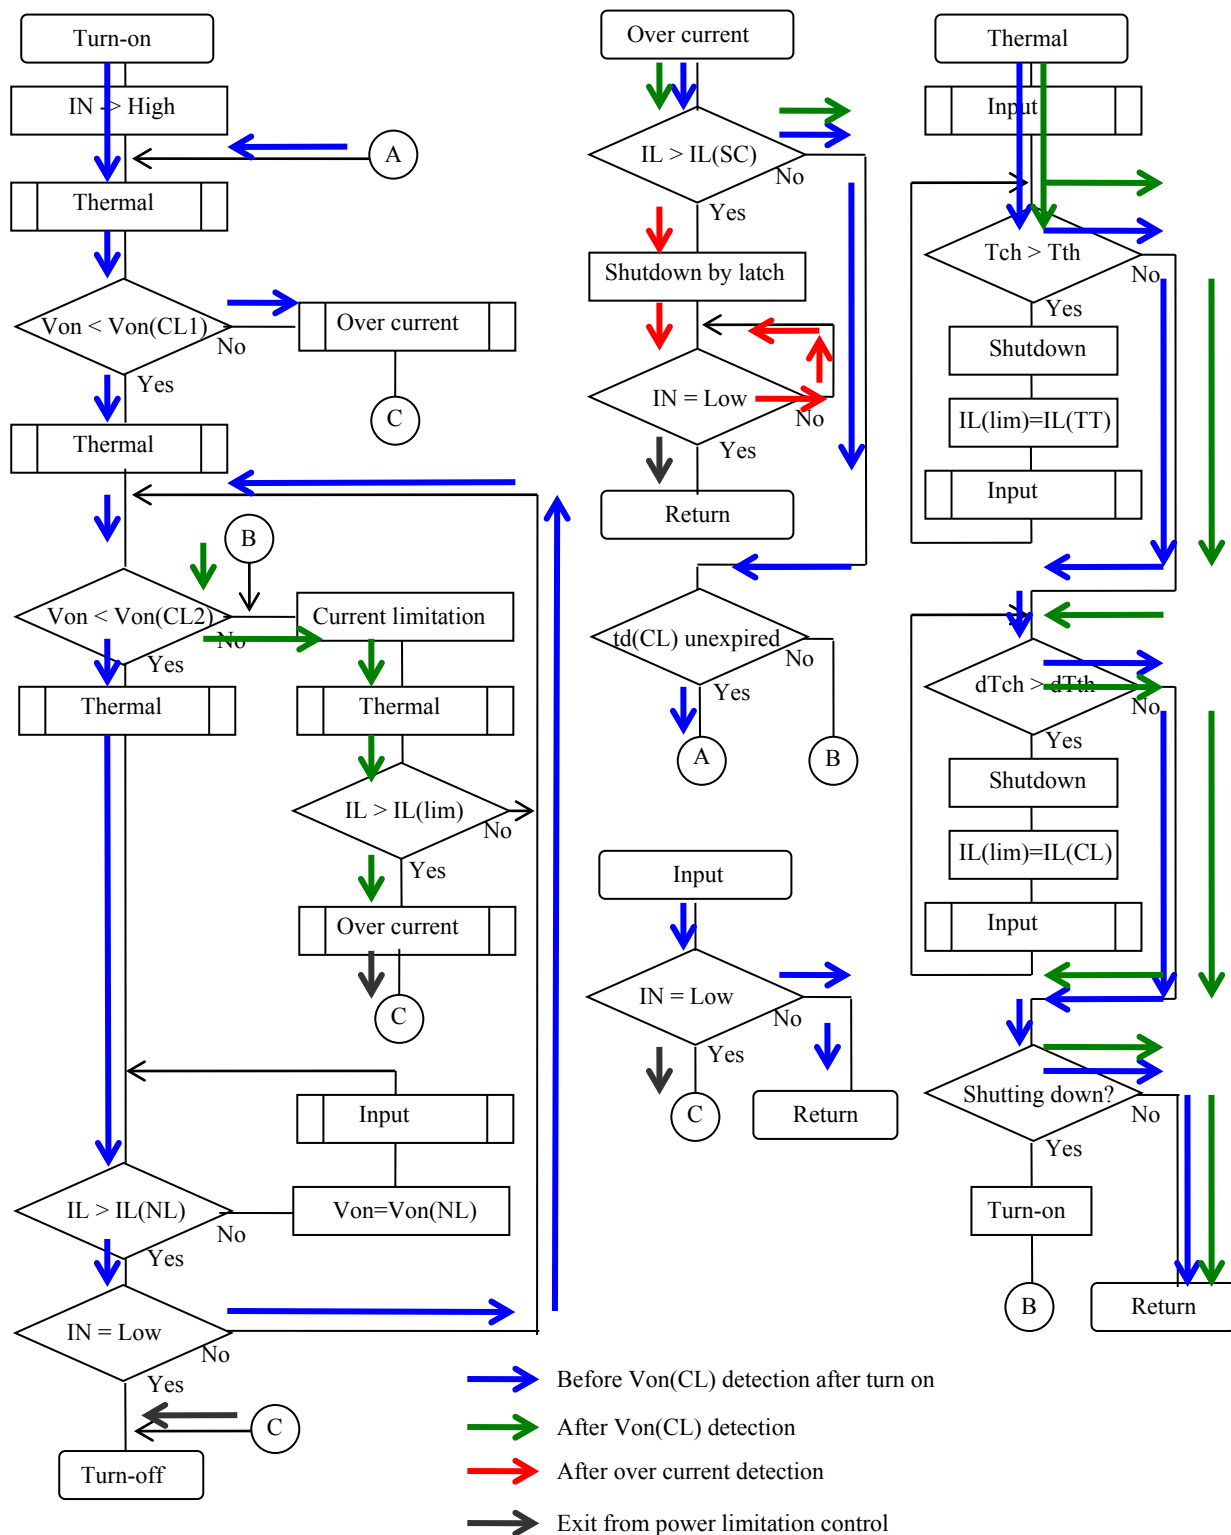 Turn-on
IN -> High
A
Thermal
Von < Von(CL1)
No
Yes
Over current
C
Thermal
B
Von < Von(CL2)
No
Yes
Current limitation
Thermal
Thermal
IL > IL(lim)
No
Yes
Over current
C
Input
Von=Von(NL)
IL > IL(NL)
No
Yes
IN = Low
No
Yes
C
Turn-off
Over current
IL > IL(SC)
No
Yes
Shutdown by latch
IN = Low
No
Yes
Return
td(CL) unexpired
No
Yes
A
B
Input
IN = Low
No
Yes
C
Return
Thermal
Input
Tch > Tth
No
Yes
Shutdown
IL(lim)=IL(TT)
Input
dTch > dTth
No
Yes
Shutdown
IL(lim)=IL(CL)
Input
Shutting down?
No
Yes
Turn-on
B
Return
Before Von(CL) detection after turn on
After Von(CL) detection
After over current detection
Exit from power limitation control